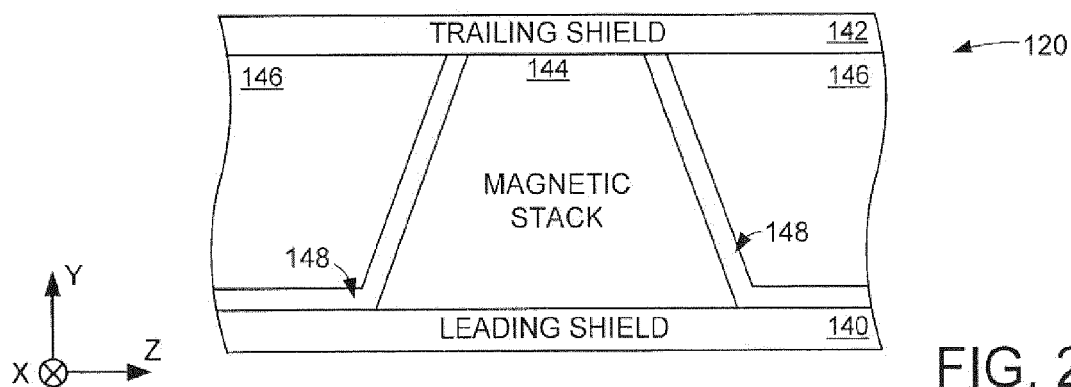 TRAILING SHIELD 142
120
146 144 146
MAGNETIC
STACK
148 148
Y
LEADING SHIELD 140
X Z
FIG. 2